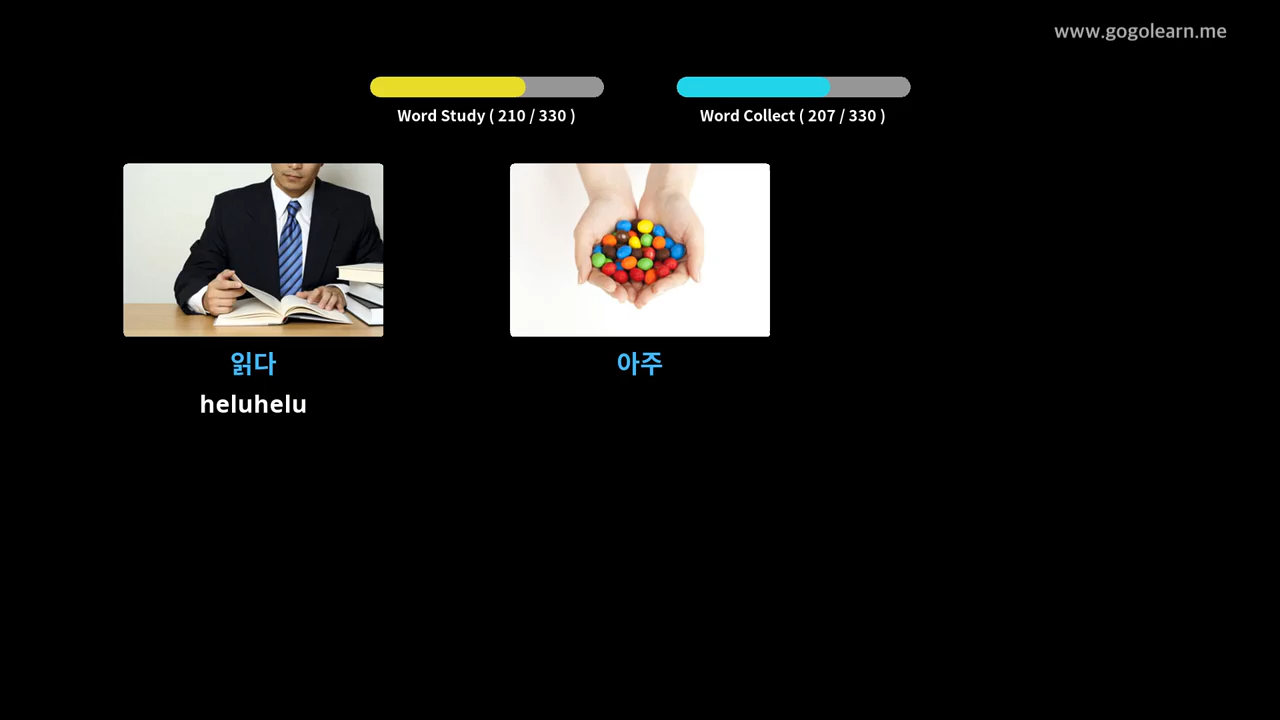 www.gogolearn.me
Word Study ( 210 / 330 )
Word Collect ( 207 / 330 )
읽다
아주
heluhelu